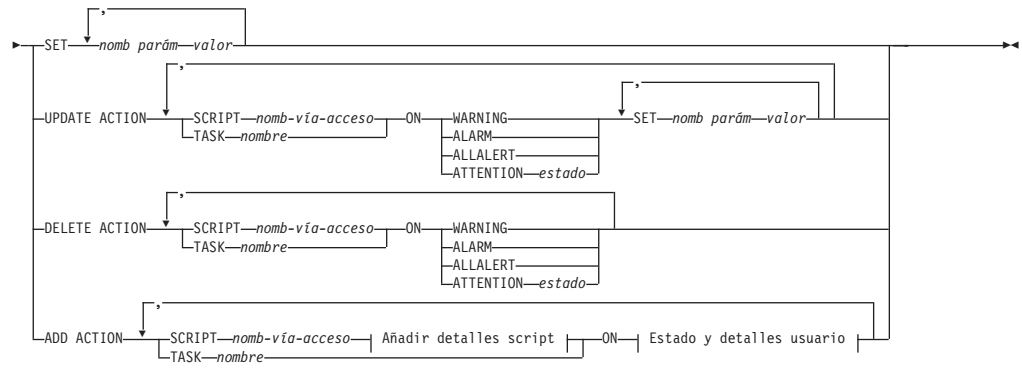 ,
SET nomb parám valor
, ,
UPDATE ACTION SCRIPT nomb-vía-acceso ON WARNING SET nomb parám valor
TASK nombre ALARM
ALLALERT
ATTENTION estado
,
DELETE ACTION SCRIPT nomb-vía-acceso ON WARNING
TASK nombre ALARM
ALLALERT
ATTENTION estado
,
ADD ACTION SCRIPT nomb-vía-acceso Añadir detalles script ON Estado y detalles usuario
TASK nombre